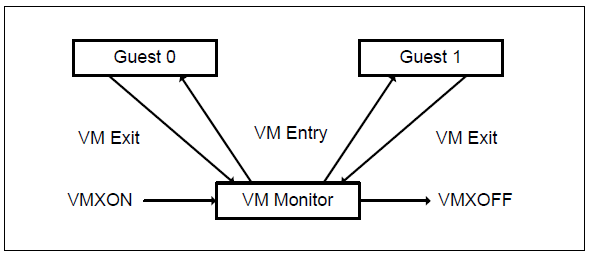 Guest 0
Guest 1
VM Exit
VM Entry
VM Exit
VMXON
VM Monitor
VMXOFF